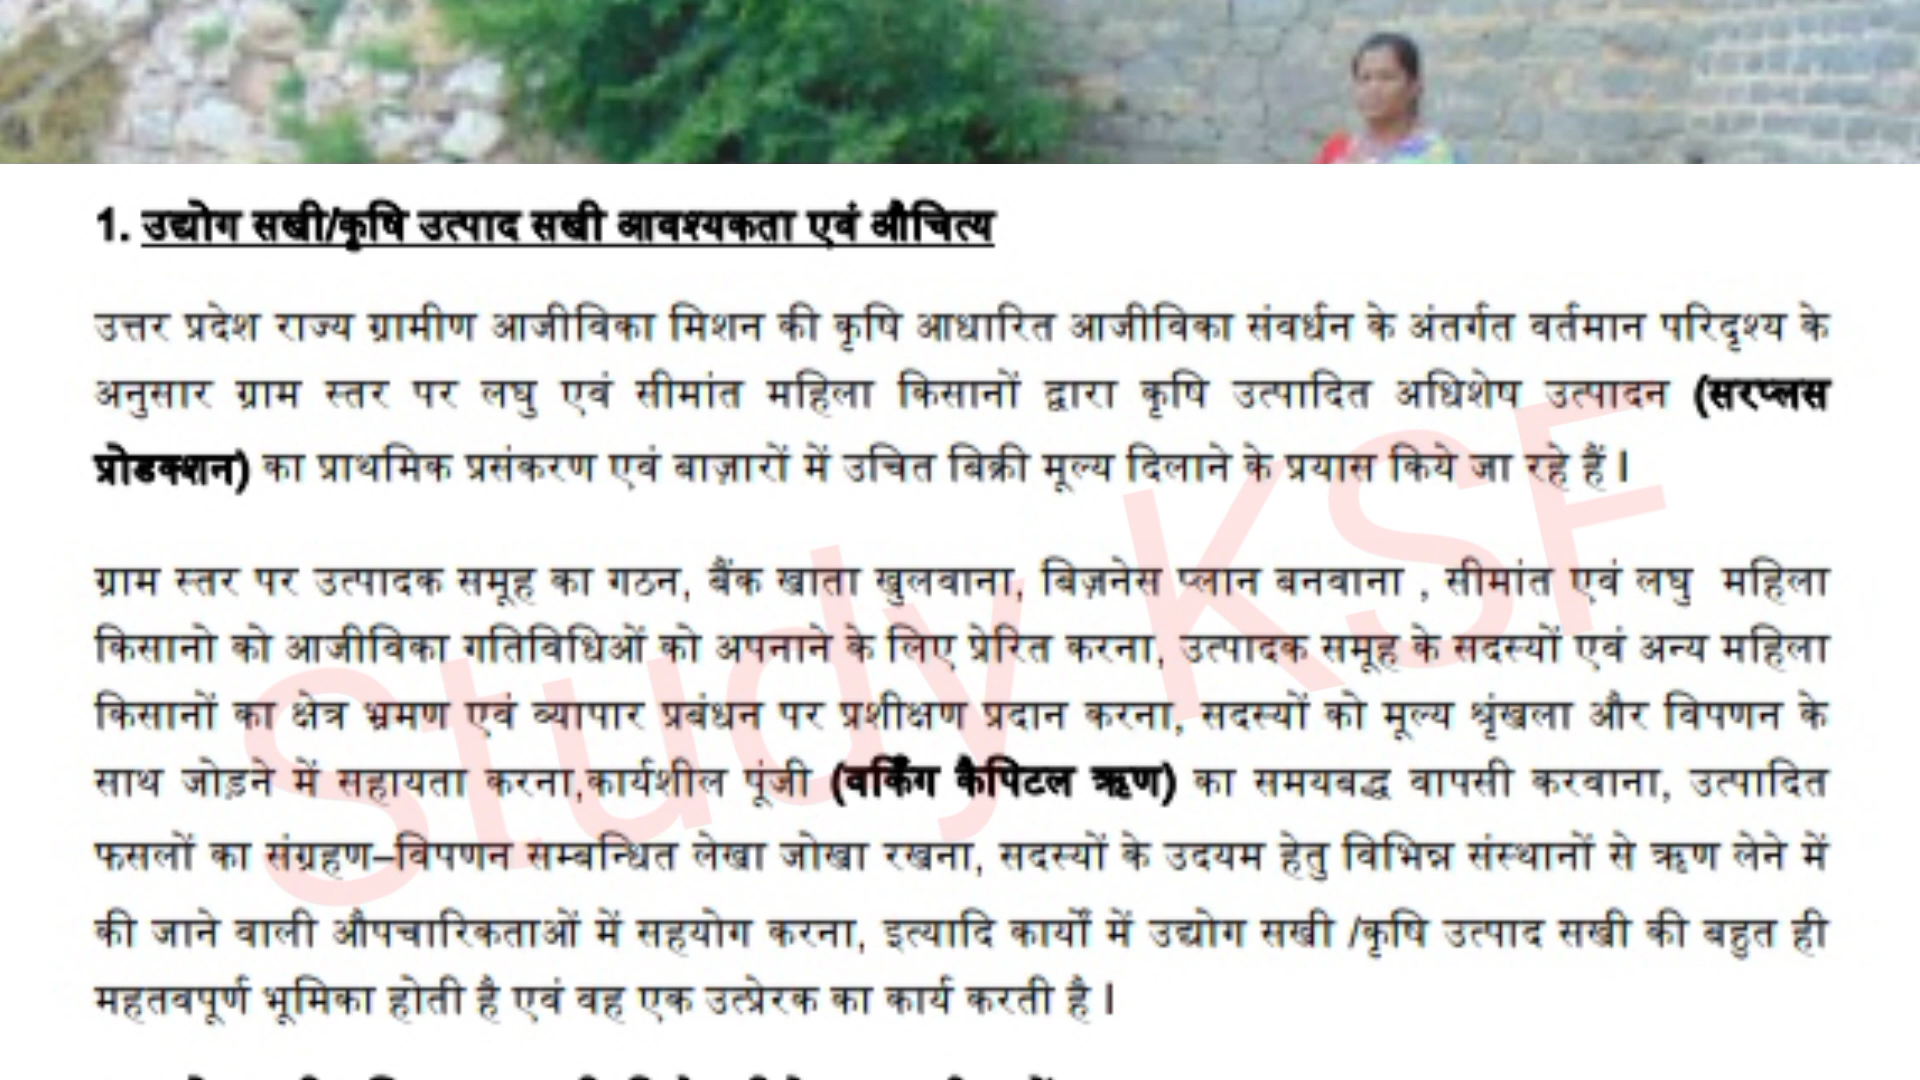 1. उद्योग सखी/कृषि उत्पाद सखी आवश्यकता एवं औचित्य
उत्तर प्रदेश राज्य ग्रामीण आजीविका मिशन की कृषि आधारित आजीविका संवर्धन के अंतर्गत वर्तमान परिदृश्य के
अनुसार ग्राम स्तर पर लघु एवं सीमांत महिला किसानों द्वारा कृषि उत्पादित अधिशेष उत्पादन (सरप्लस
प्रोडक्शन) का प्राथमिक प्रसंकरण एवं बाज़ारों में उचित बिक्री मूल्य दिलाने के प्रयास किये जा रहे हैं।
ग्राम स्तर पर उत्पादक समूह का गठन, बैंक खाता खुलवाना, बिज़नेस प्लान बनवाना , सीमांत एवं लघु महिला
किसानो को आजीविका गतिविधिओं को अपनाने के लिए प्रेरित करना, उत्पादक समूह के सदस्यों एवं अन्य महिला
किसानों का क्षेत्र भ्रमण एवं व्यापार प्रबंधन पर प्रशीक्षण प्रदान करना, सदस्यों को मूल्य श्रृंखला और विपणन के
साथ जोड़ने में सहायता करना,कार्यशील पूंजी (वर्किंग कैपिटल ऋण) का समयबद्ध वापसी करवाना, उत्पादित
फसलों का संग्रहण–विपणन सम्बन्धित लेखा जोखा रखना, सदस्यों के उदयम हेतु विभिन्न संस्थानों से ऋण लेने में
की जाने वाली औपचारिकताओं में सहयोग करना, इत्यादि कार्यों में उद्योग सखी /कृषि उत्पाद सखी की बहुत ही
महतवपूर्ण भूमिका होती है एवं वह एक उत्प्रेरक का कार्य करती है।
Study KSF